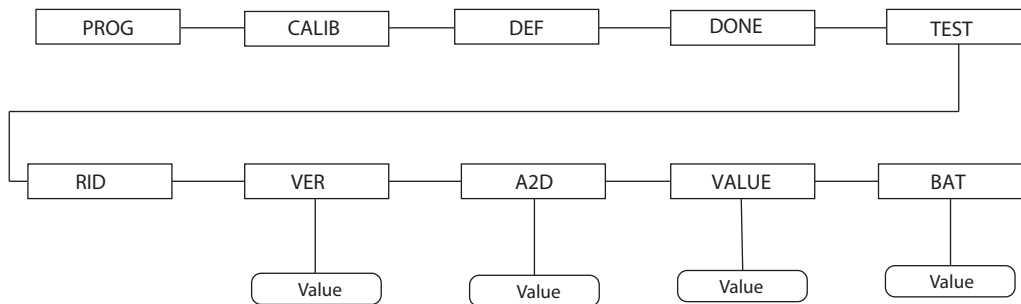 PROG
CALIB
DEF
DONE
TEST
RID
VER
A2D
VALUE
BAT
Value
Value
Value
Value